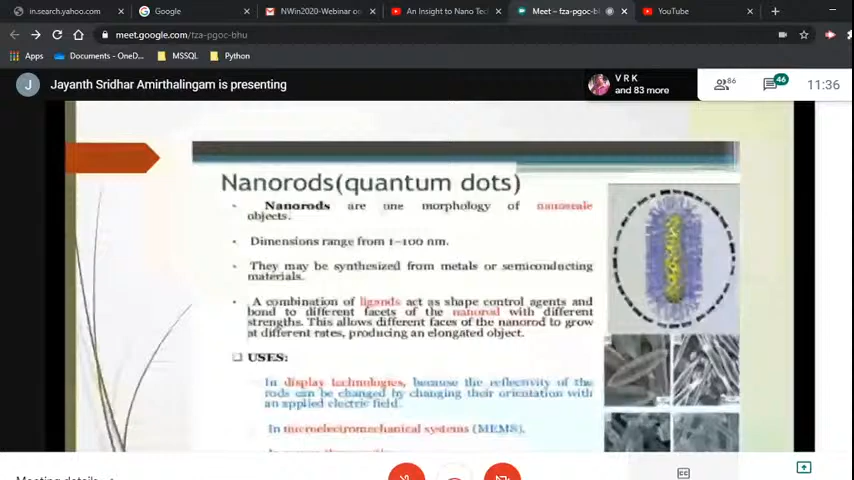 in.search.yahoo.com
Google
NWin2020-Webinar on
An Insight to Nano Tec
Meet – fza-pgoc-bh
YouTube
meet.google.com/fza-pgoc-bhu
Apps
Documents - OneD...
MSSQL
Python
J
Jayanth Sridhar Amirthalingam is presenting
V R K
and 83 more
86
46
11:36
Nanorods(quantum dots)
Nanorods are one morphology of nanoscale
objects.
Dimensions range from 1–100 nm.
They may be synthesized from metals or semiconducting
materials.
A combination of ligands act as shape control agents and
bond to different facets of the nanorod with different
strengths. This allows different faces of the nanorod to grow
at different rates, producing an elongated object.
USES:
In display technologies, because the reflectivity of the
rods can be changed by changing their orientation with
an applied electric field.
In microelectromechanical systems (MEMS).
Meeting details
CC